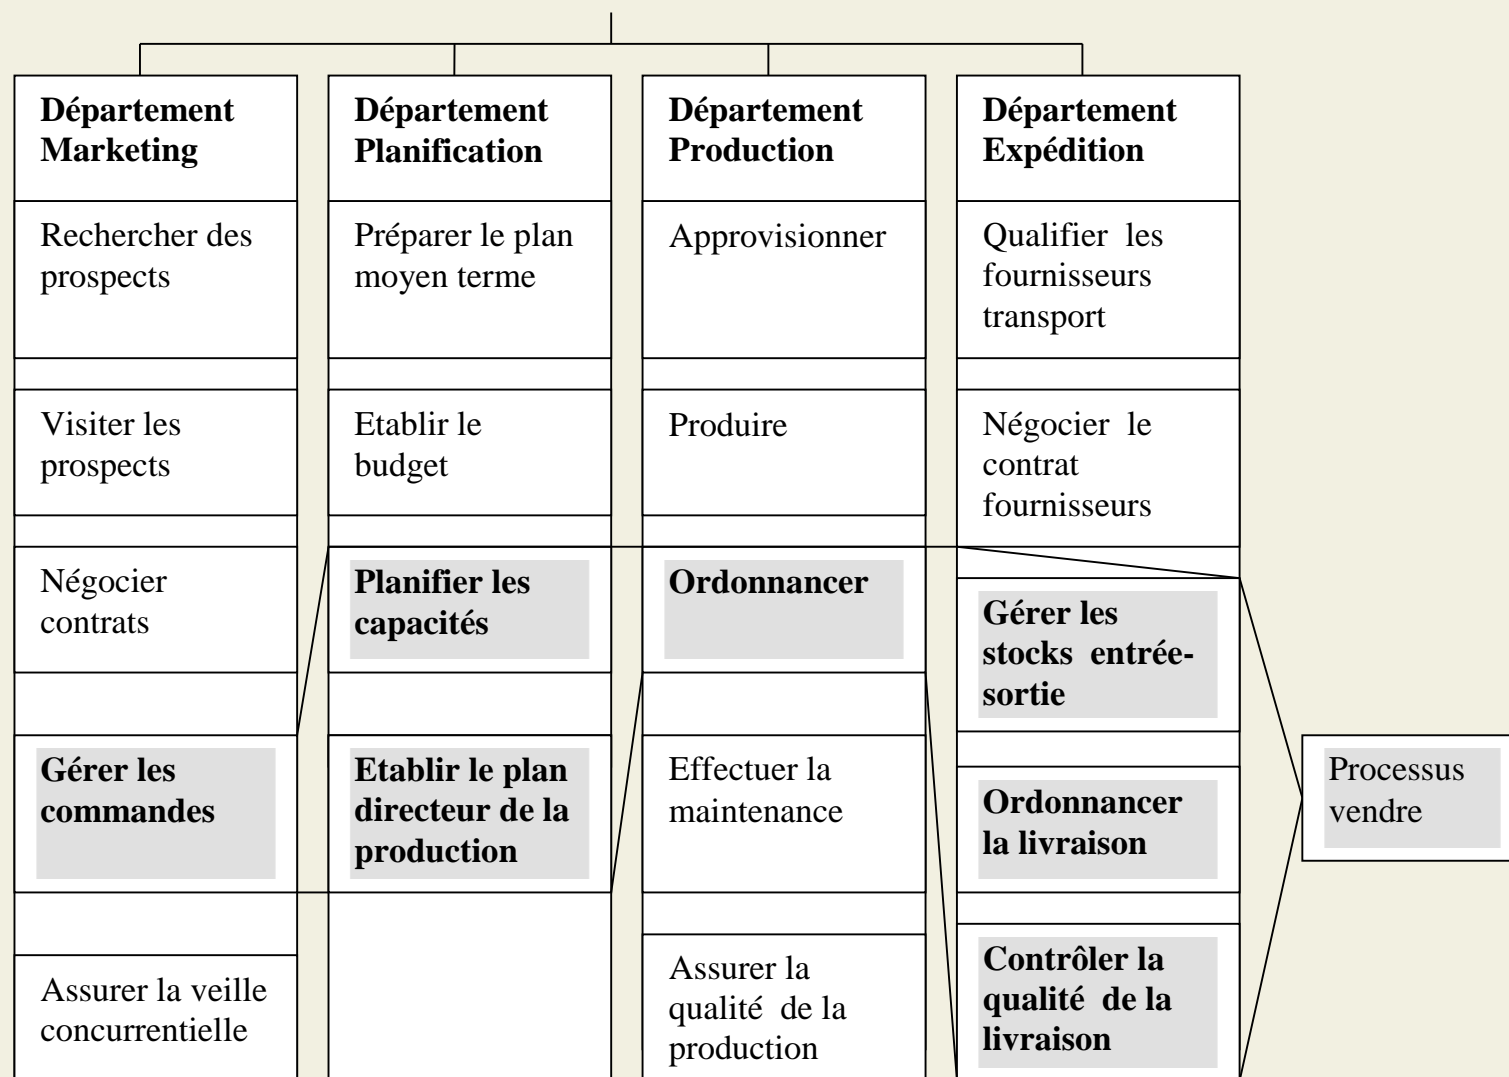 Département
Marketing
Rechercher des
prospects
Visiter les
prospects
Négocier
contrats
Gérer les
commandes
Assurer la veille
concurrentielle
Département
Planification
Préparer le plan
moyen terme
Etablir le
budget
Planifier les
capacités
Etablir le plan
directeur de la
production
Département
Production
Approvisionner
Produire
Ordonnancer
Effectuer la
maintenance
Assurer la
qualité de la
production
Département
Expédition
Qualifier les
fournisseurs
transport
Négocier le
contrat
fournisseurs
Gérer les
stocks entrée-
sortie
Ordonnancer
la livraison
Contrôler la
qualité de la
livraison
Processus
vendre